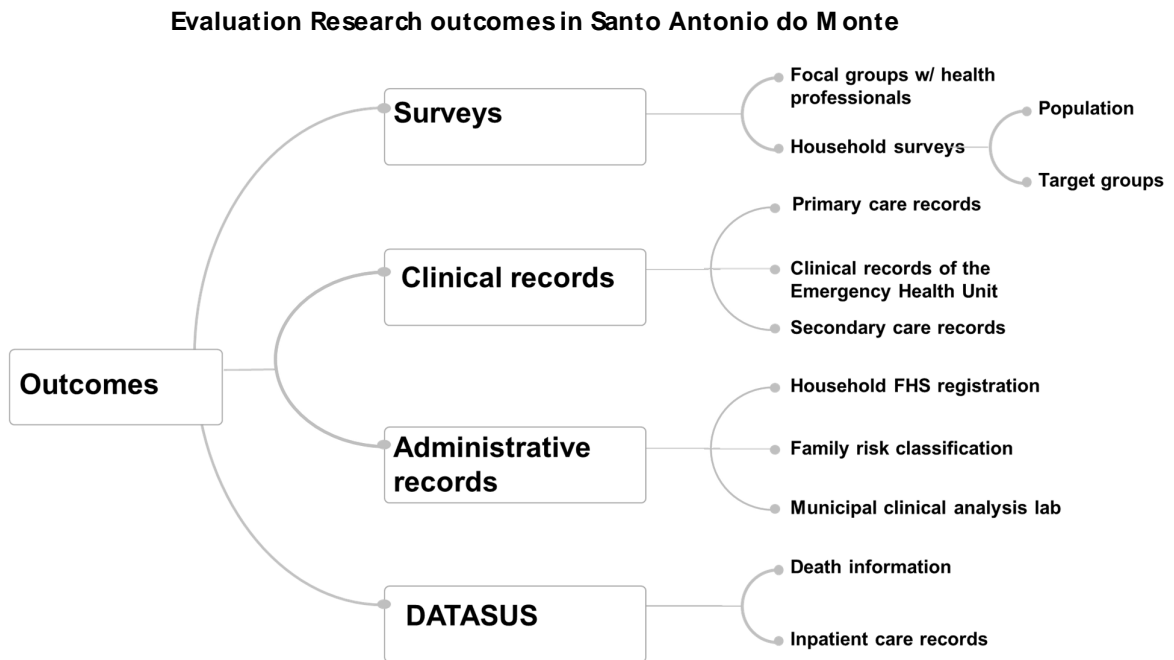 Evaluation Research outcomes in Santo Antonio do Monte
Focal groups w/ health
professionals
Surveys
Population
Household surveys
Target groups
Primary care records
Clinical records
Clinical records of the
Emergency Health Unit
Secondary care records
Outcomes
Household FHS registration
Administrative
records
Family risk classification
Municipal clinical analysis lab
Death information
DATASUS
Inpatient care records